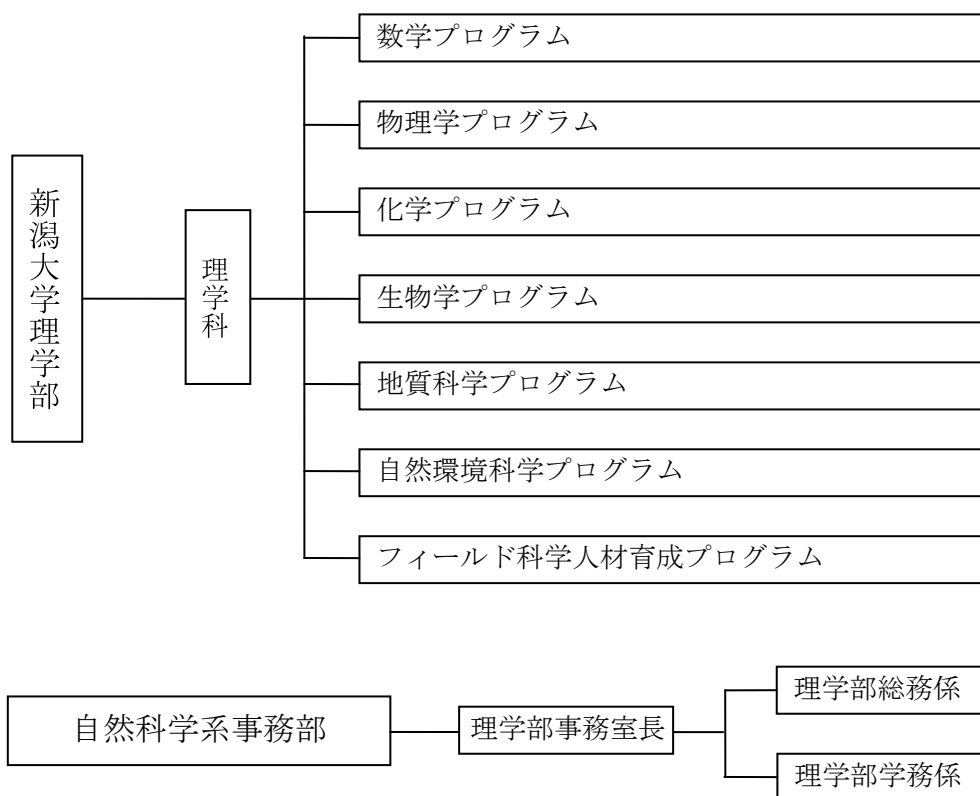 新潟大学理学部
理学科
数学プログラム
物理学プログラム
化学プログラム
生物学プログラム
地質科学プログラム
自然環境科学プログラム
フィールド科学人材育成プログラム
自然科学系事務部
理学部事務室長
理学部総務係
理学部学務係